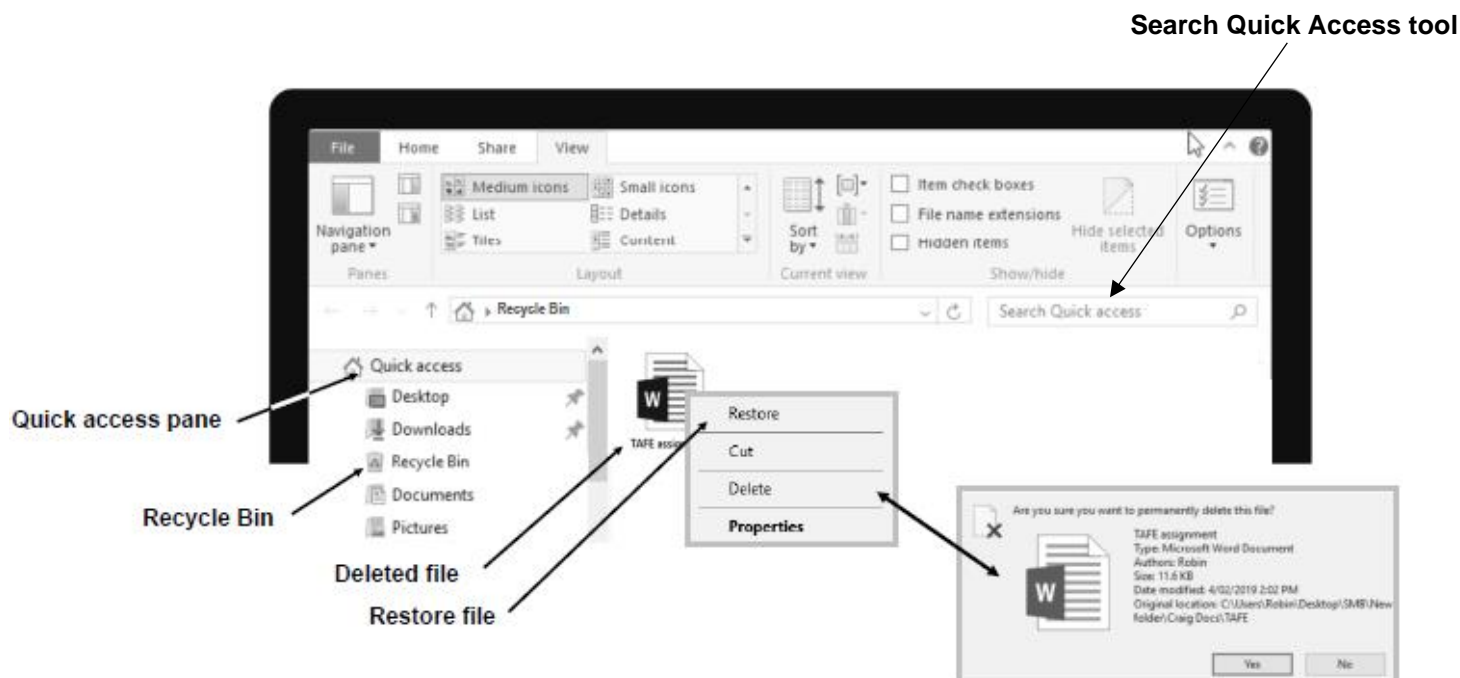 Search Quick Access tool
File Home Share View
Medium icons Small icons
Item check boxes
List Details
File name extensions
Navigation pane
Sort by
Hide selected items
Options
Tiles Content
Hidden items
Panes Layout Current view Show/hide
Recycle Bin
Search Quick access
Quick access
Desktop
Quick access pane
Downloads
Recycle Bin
Documents
Recycle Bin
Pictures
W
TAFE
Restore
Cut
Delete
Properties
Deleted file
Restore file
Are you sure you want to permanently delete this file?
TAFE assignment
Type: Microsoft Word Document
Authors: Robin
Size: 11.6 KB
Date modified: 4/02/2019 2:02 PM
Original location: C:\Users\Robin\Desktop\SMB\New
folder\Craig Docs\TAFE
W
Yes No